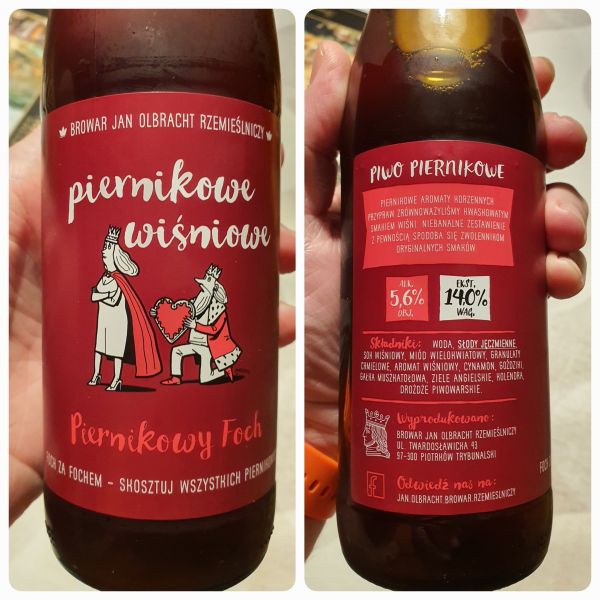 BROWAR JAN OLBRACHT RZEMIEŚLNICZY
piernikowe
wiśniowe
Piernikowy Foch
FOCH ZA FOCHEM - SKOSZTUJ WSZYSTKICH PIERNIKO
PIWO PIERNIKOWE
PIERNIKOWE AROMATY KORZENNYCH
PRZYPRAW ZRÓWNOWAŻYLIŚMY KWASKOWATYM
SMAKIEM WIŚNI. NIEBANALNE ZESTAWIENIE
Z PEWNOŚCIĄ SPODOBA SIĘ ZWOLENNIKOM
ORYGINALNYCH SMAKÓW
ALK.
5,6%
OBJ.
EKST.
14,0%
WAG.
Składniki: WODA, SŁODY JĘCZMIENNE,
SOK WIŚNIOWY, MIÓD WIELOKWIATOWY, GRANULATY
CHMIELOWE, AROMAT WIŚNIOWY, CYNAMON, GOŹDZIKI,
GAŁKA MUSZKATOŁOWA, ZIELE ANGIELSKIE, KOLENDRA,
DROŻDŻE PIWOWARSKIE.
Wyprodukowano:
BROWAR JAN OLBRACHT RZEMIEŚLNICZY
UL. TWARDOSŁAWICKA 43
97-300 PIOTRKÓW TRYBUNALSKI
FOCH
Odwiedź nas na:
JAN.OLBRACHT.BROWAR.RZEMIESLNICZY